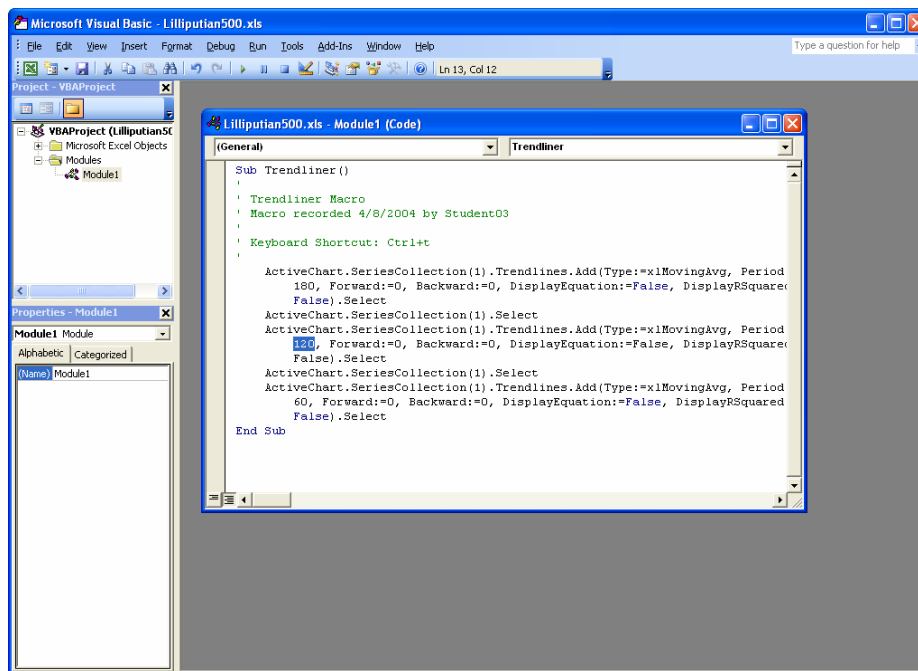 Microsoft Visual Basic - Lilliputian500.xls
File Edit View Insert Format Debug Run Tools Add-Ins Window Help
Type a question for help
Ln 13, Col 12
Project - VBAProject
VBAProject (Lilliputian50
Microsoft Excel Objects
Modules
Module1
Properties - Module1
Module1 Module
Alphabetic Categorized
(Name) Module1
Lilliputian500.xls - Module1 (Code)
(General) Trendliner
Sub Trendliner()
'
' Trendliner Macro
' Macro recorded 4/8/2004 by Student03
'
' Keyboard Shortcut: Ctrl+t
'
ActiveChart.SeriesCollection(1).Trendlines.Add(Type:=xlMovingAvg, Period
180, Forward:=0, Backward:=0, DisplayEquation:=False, DisplayRSquared
False).Select
ActiveChart.SeriesCollection(1).Select
ActiveChart.SeriesCollection(1).Trendlines.Add(Type:=xlMovingAvg, Period
120, Forward:=0, Backward:=0, DisplayEquation:=False, DisplayRSquared
False).Select
ActiveChart.SeriesCollection(1).Select
ActiveChart.SeriesCollection(1).Trendlines.Add(Type:=xlMovingAvg, Period
60, Forward:=0, Backward:=0, DisplayEquation:=False, DisplayRSquared
False).Select
End Sub